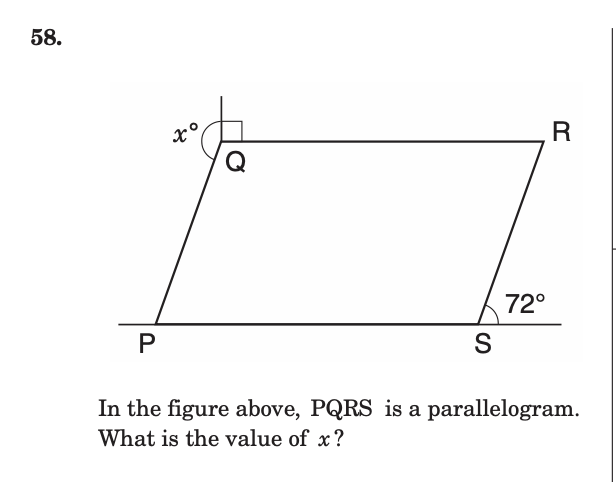 58.
x°
R
Q
72°
P
S
In the figure above, PQRS is a parallelogram.
What is the value of x?